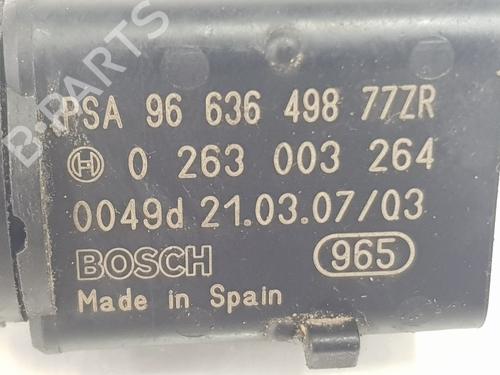 B-PARTS
PSA 96 636 498 77ZR
0 263 003 264
0049d 21.03.07/03
BOSCH 965
Made in Spain